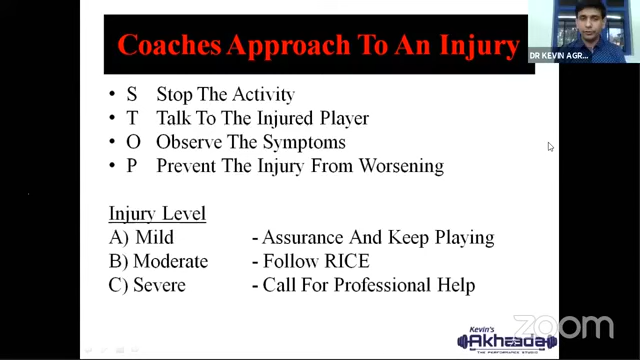 Coaches Approach To An Injury
DR KEVIN AGR...
• S Stop The Activity
• T Talk To The Injured Player
• O Observe The Symptoms
• P Prevent The Injury From Worsening
Injury Level
A) Mild - Assurance And Keep Playing
B) Moderate - Follow RICE
C) Severe - Call For Professional Help
Kevin's
Akhaada
THE PERFORMANCE STUDIO
zoom